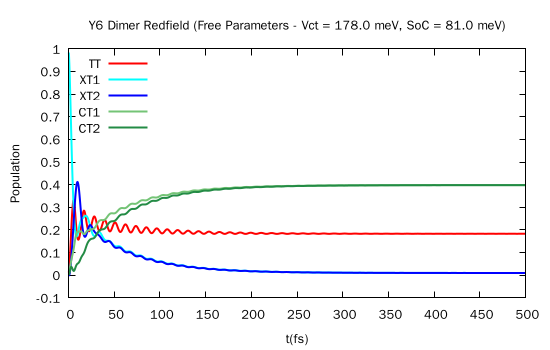 Y6 Dimer Redfield (Free Parameters - Vct = 178.0 meV, SoC = 81.0 meV)
1
0.9
0.8
0.7
0.6
0.5
0.4
0.3
0.2
0.1
0
-0.1
Population
TT
XT1
XT2
CT1
CT2
0 50 100 150 200 250 300 350 400 450 500
t(fs)